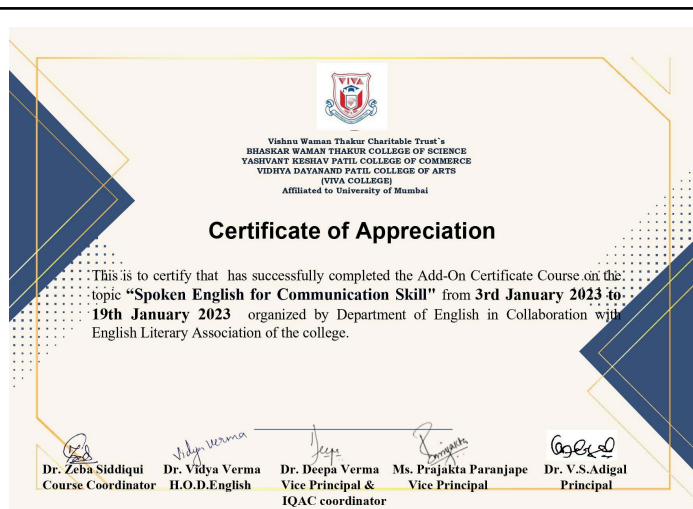 VIVA
Vishnu Waman Thakur Charitable Trust`s
BHASKAR WAMAN THAKUR COLLEGE OF SCIENCE
YASHVANT KESHAV PATIL COLLEGE OF COMMERCE
VIDHYA DAYANAND PATIL COLLEGE OF ARTS
(VIVA COLLEGE)
Affiliated to University of Mumbai
Certificate of Appreciation
This is to certify that has successfully completed the Add-On Certificate Course on the
topic “Spoken English for Communication Skill" from 3rd January 2023 to
19th January 2023 organized by Department of English in Collaboration with
English Literary Association of the college.
Vidya Verma
Dr. Zeba Siddiqui Dr. Vidya Verma Dr. Deepa Verma Ms. Prajakta Paranjape Dr. V.S.Adigal
Course Coordinator H.O.D.English Vice Principal & Vice Principal Principal
IQAC coordinator